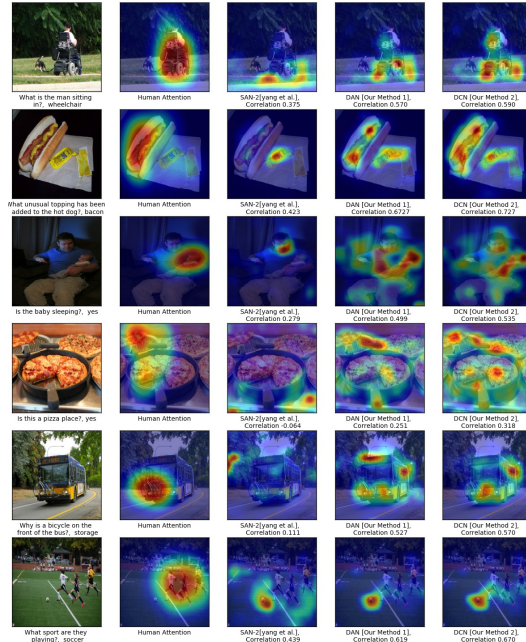 What is the man sitting
in?, wheelchair
Human Attention
SAN-2[yang et al.],
Correlation 0.375
DAN [Our Method 1],
Correlation 0.570
DCN [Our Method 2],
Correlation 0.590
What unusual topping has been
added to the hot dog?, bacon
Human Attention
SAN-2[yang et al.],
Correlation 0.423
DAN [Our Method 1],
Correlation 0.6727
DCN [Our Method 2],
Correlation 0.727
Is the baby sleeping?, yes
Human Attention
SAN-2[yang et al.],
Correlation 0.279
DAN [Our Method 1],
Correlation 0.499
DCN [Our Method 2],
Correlation 0.535
Is this a pizza place?, yes
Human Attention
SAN-2[yang et al.],
Correlation -0.064
DAN [Our Method 1],
Correlation 0.251
DCN [Our Method 2],
Correlation 0.318
Why is a bicycle on the
front of the bus?, storage
Human Attention
SAN-2[yang et al.],
Correlation 0.111
DAN [Our Method 1],
Correlation 0.527
DCN [Our Method 2],
Correlation 0.570
What sport are they
playing?, soccer
Human Attention
SAN-2[yang et al.],
Correlation 0.439
DAN [Our Method 1],
Correlation 0.619
DCN [Our Method 2]
Correlation 0.670